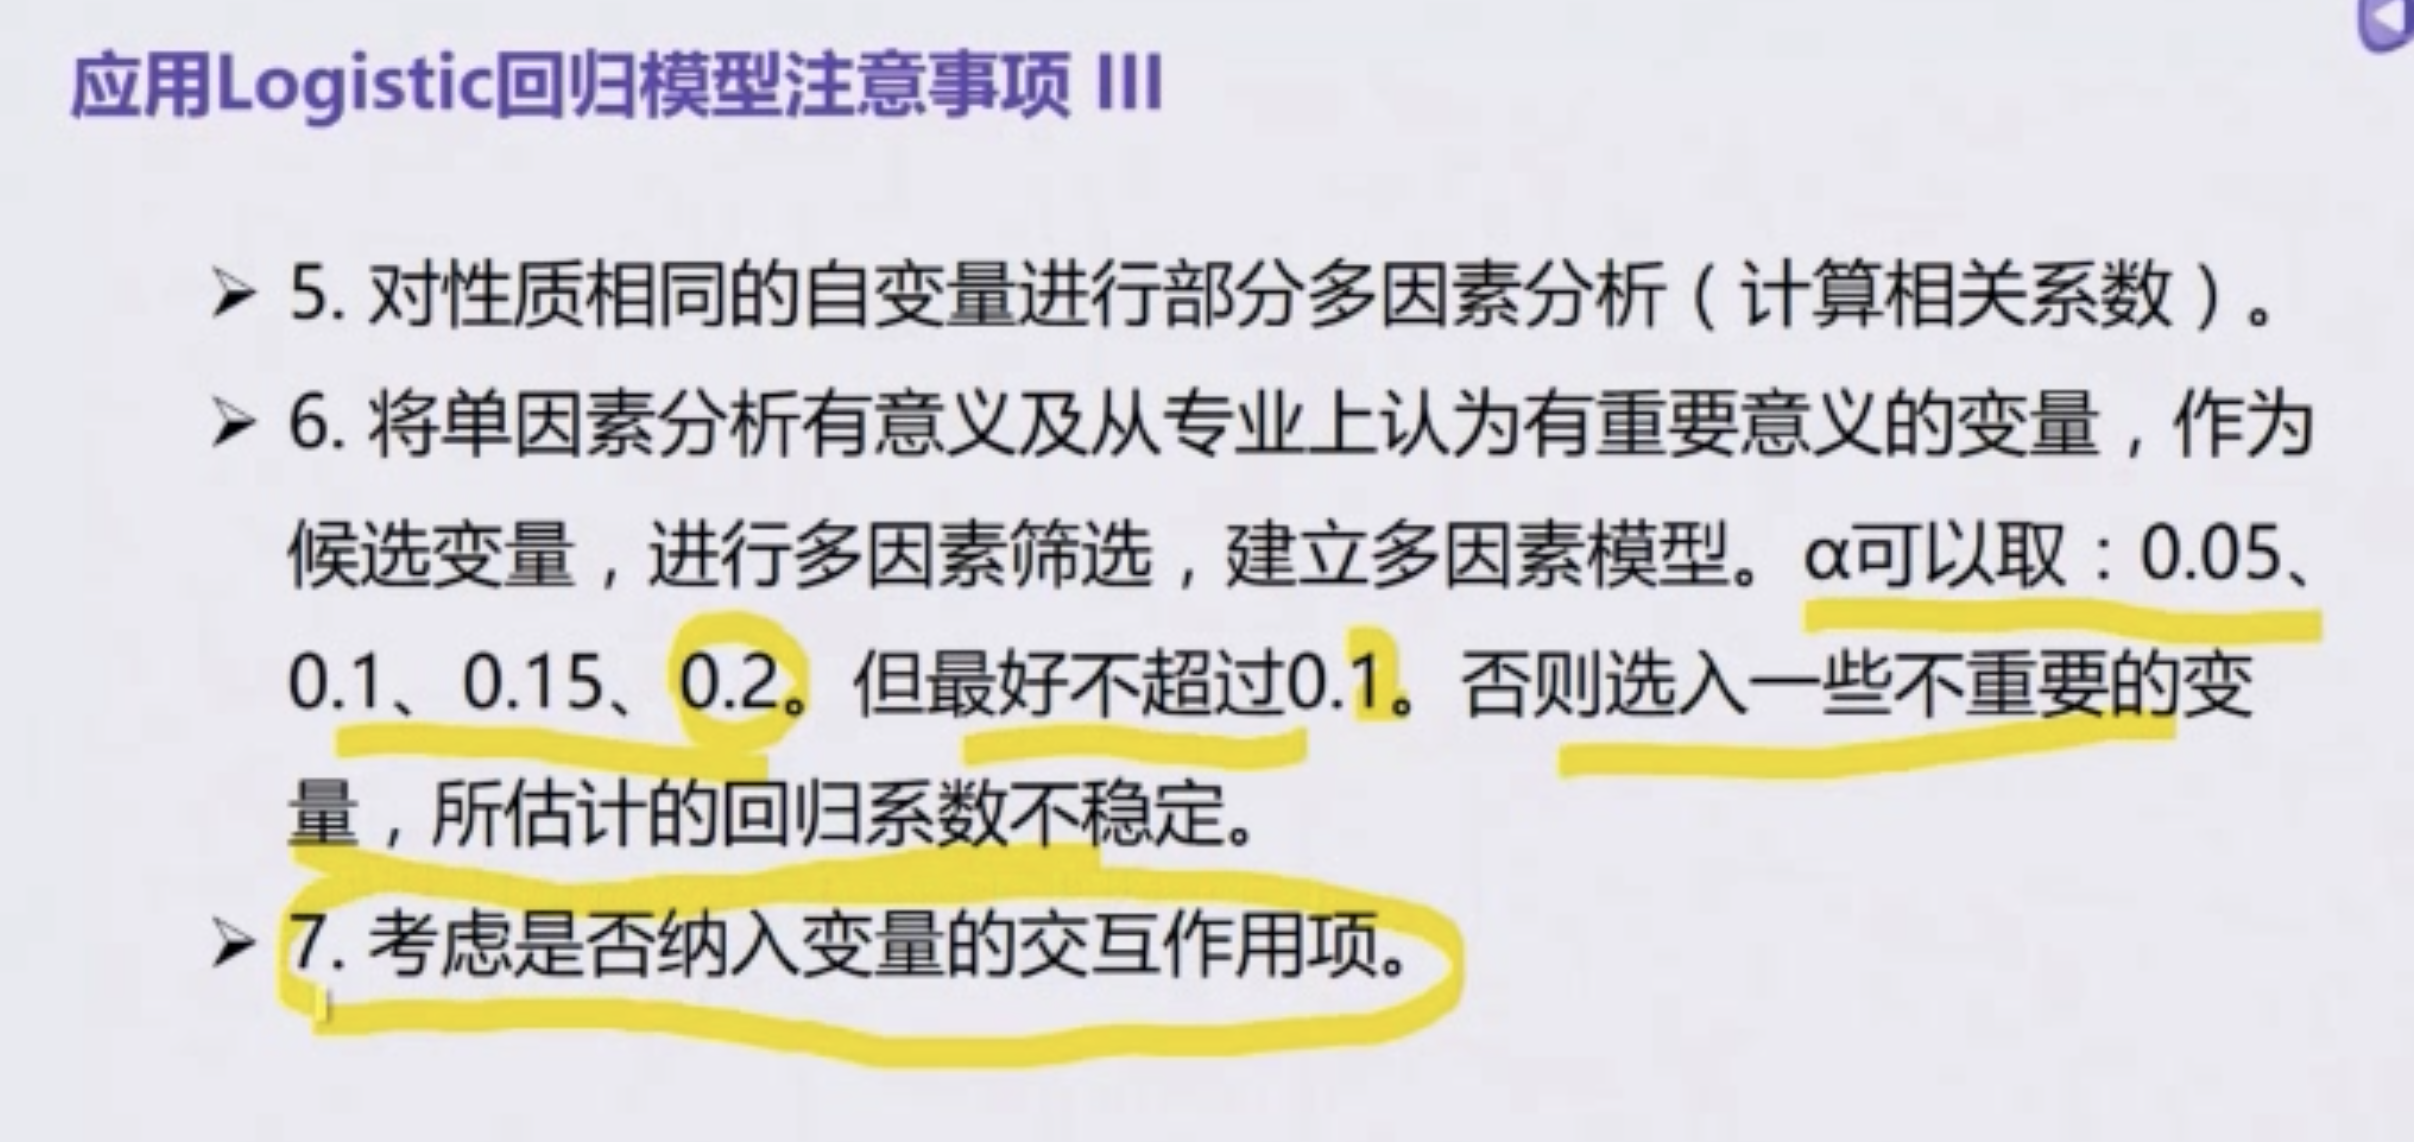 应用Logistic回归模型注意事项 III
➢ 5. 对性质相同的自变量进行部分多因素分析（计算相关系数）。
➢ 6. 将单因素分析有意义及从专业上认为有重要意义的变量，作为
候选变量，进行多因素筛选，建立多因素模型。α可以取：0.05、
0.1、0.15、0.2。但最好不超过0.1。否则选入一些不重要的变
量，所估计的回归系数不稳定。
➢ 7. 考虑是否纳入变量的交互作用项。